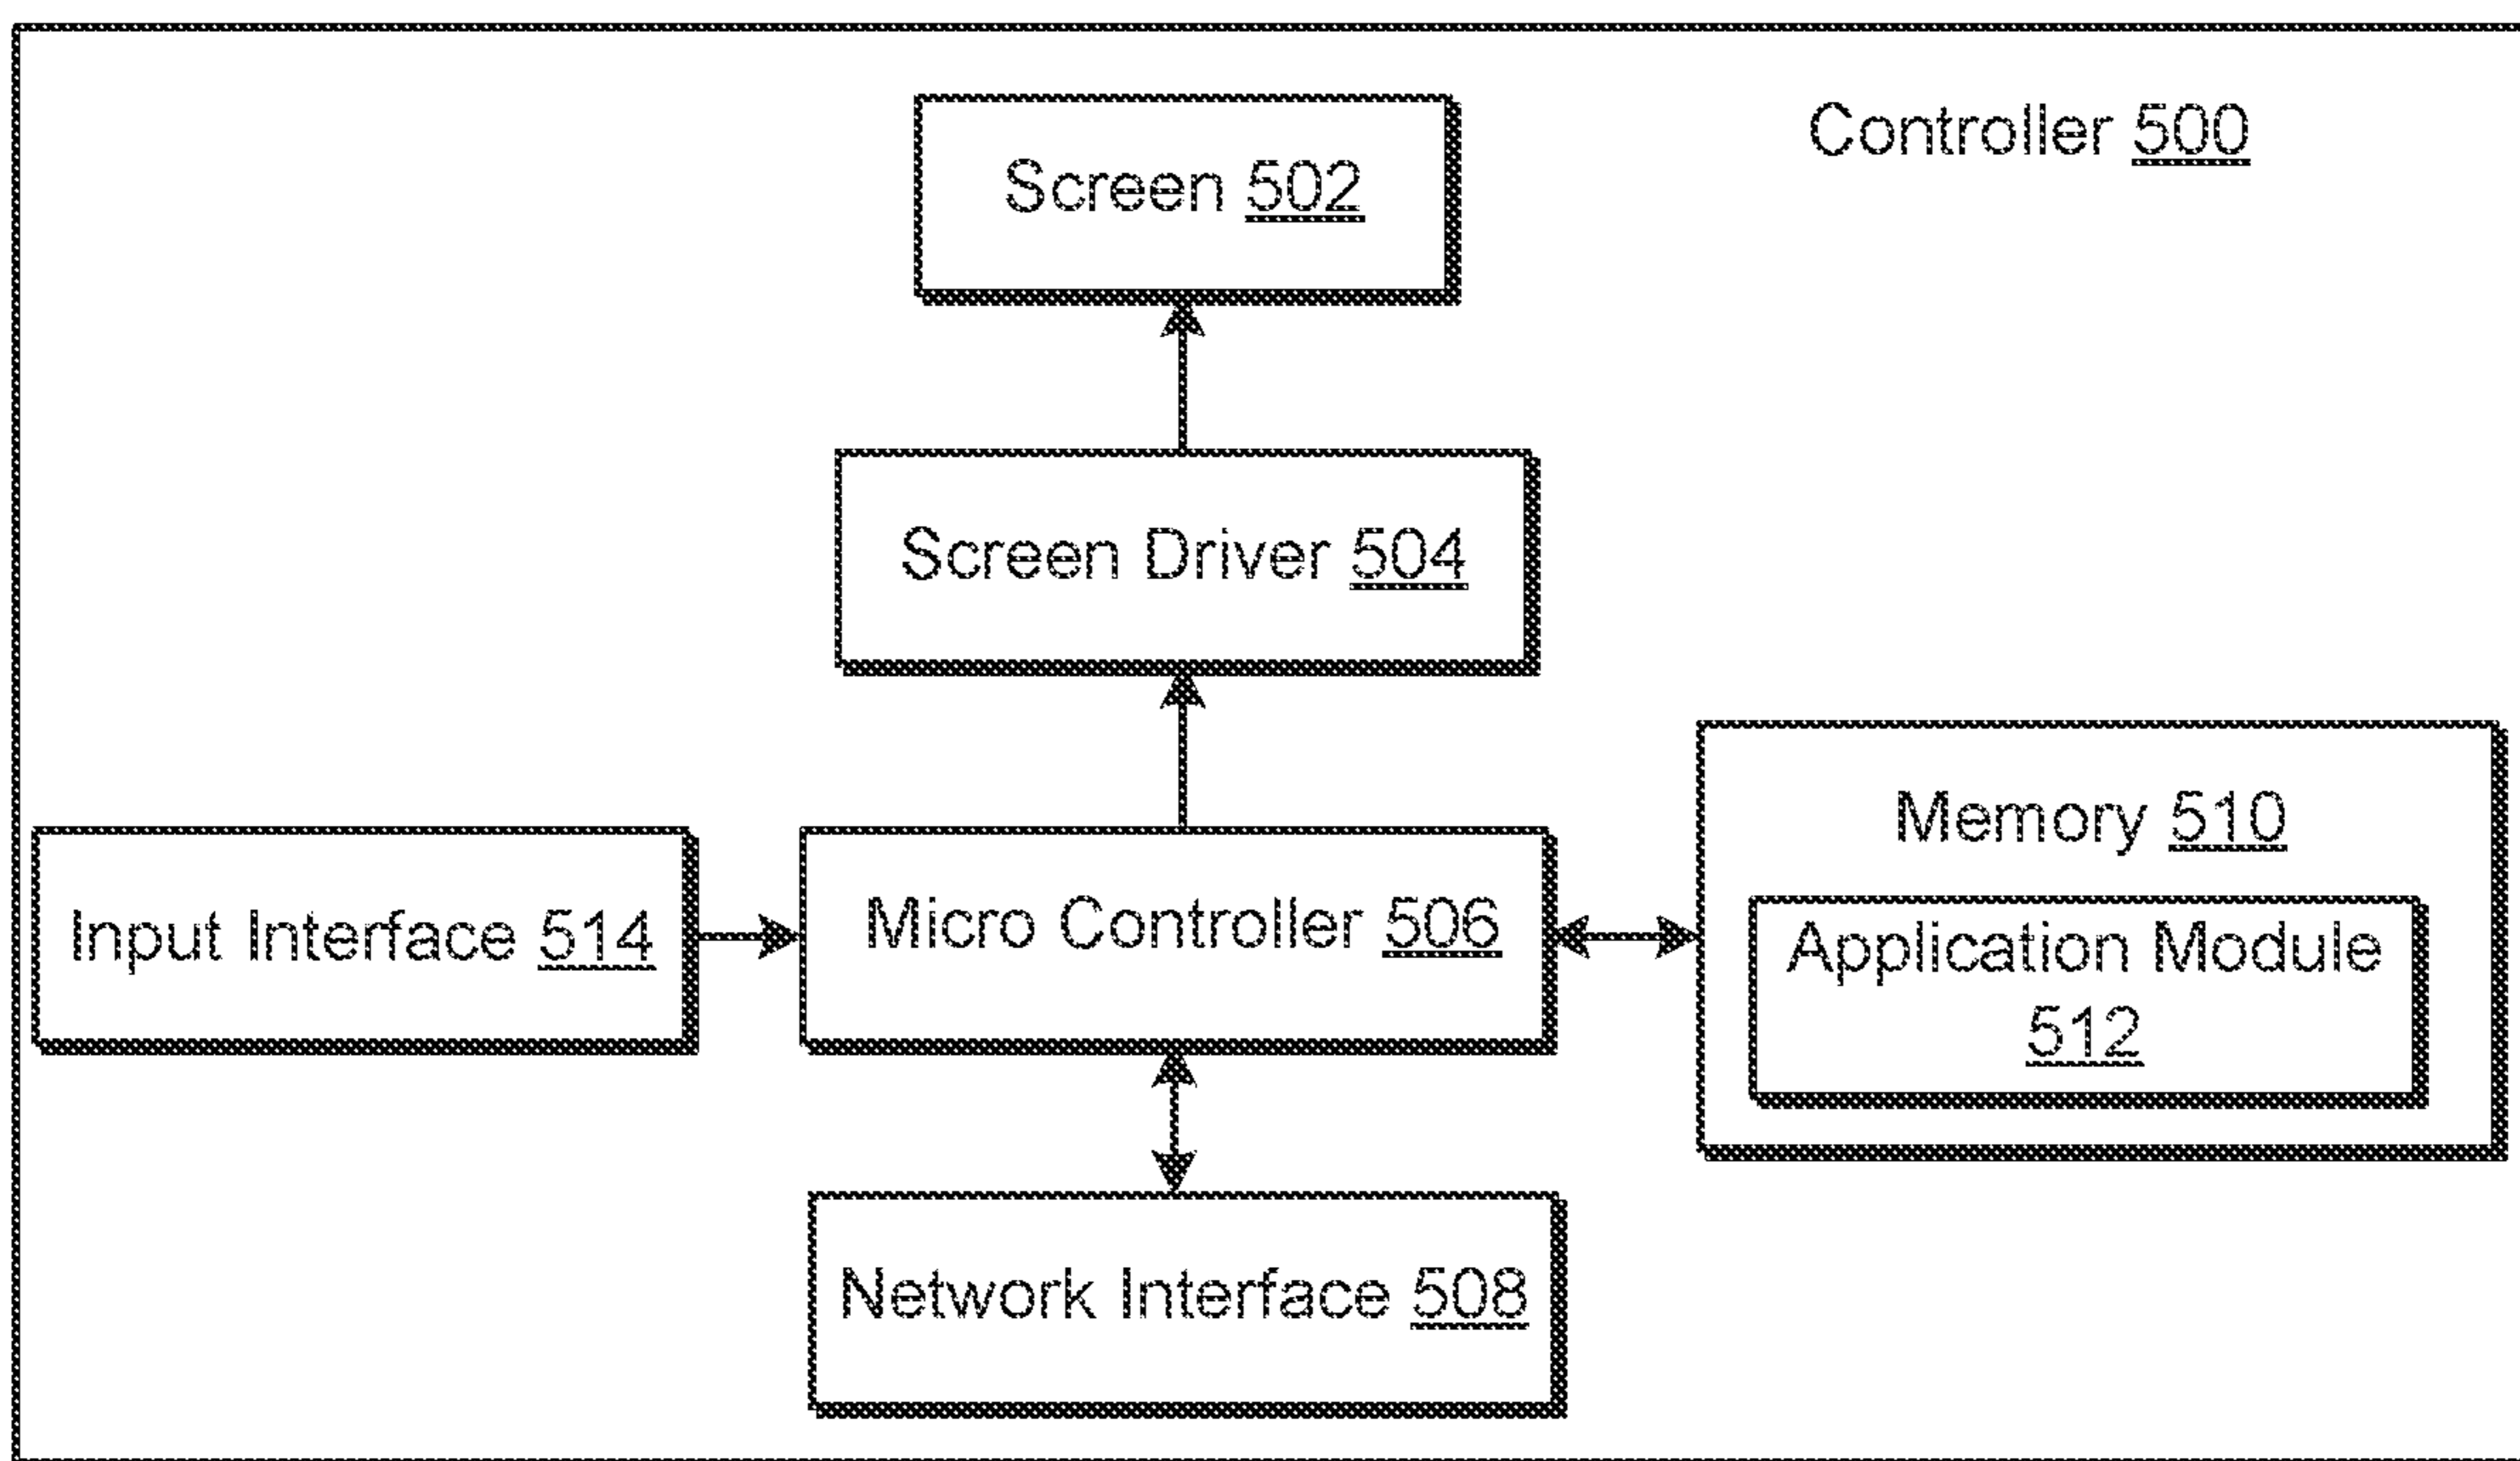 Controller 500
Screen 502
Screen Driver 504
Memory 510
Input Interface 514
Micro Controller 506
Application Module
512
Network Interface 508